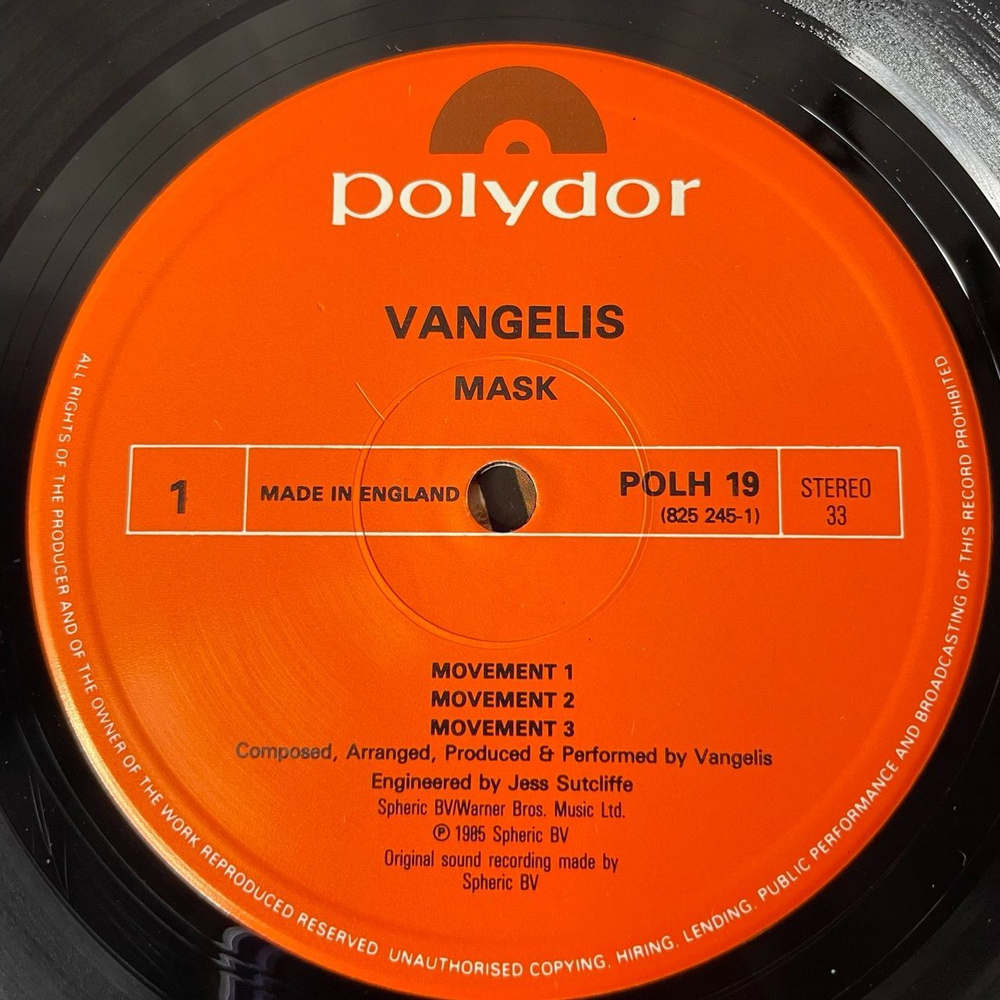 polydor
VANGELIS
MASK
1
MADE IN ENGLAND
POLH 19
(825 245-1)
STEREO
33
MOVEMENT 1
MOVEMENT 2
MOVEMENT 3
Composed, Arranged, Produced & Performed by Vangelis
Engineered by Jess Sutcliffe
Spheric BV/Warner Bros. Music Ltd.
℗ 1985 Spheric BV
Original sound recording made by
Spheric BV
ALL RIGHTS OF THE PRODUCER AND OF THE OWNER OF THE WORK REPRODUCED RESERVED UNAUTHORISED COPYING, HIRING, LENDING, PUBLIC PERFORMANCE AND BROADCASTING OF THIS RECORD PROHIBITED